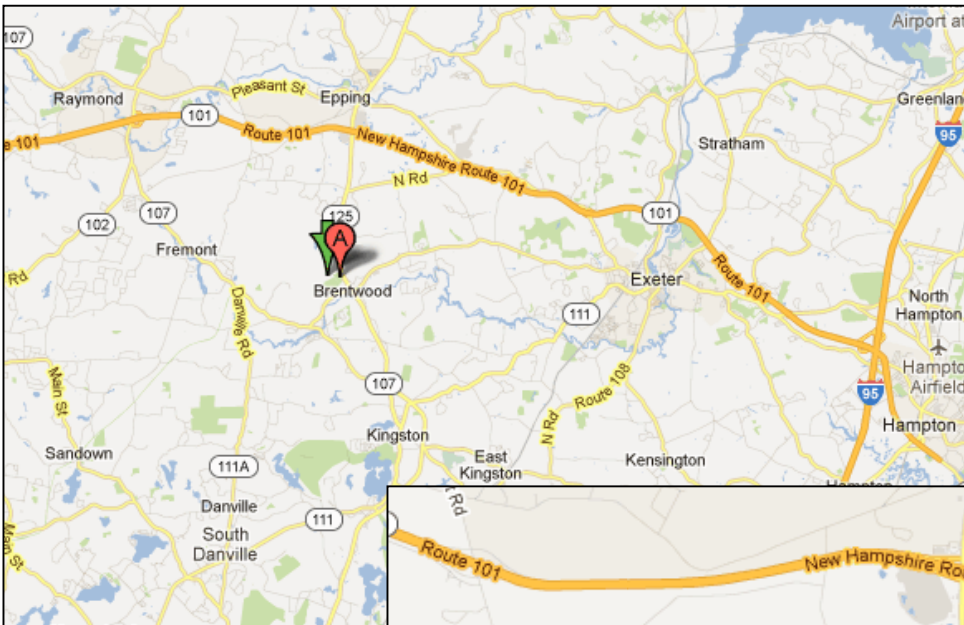 107
Airport at
Raymond
Pleasant St
Epping
Greenland
101
e 101
Route 101
New Hampshire Route 101
95
Stratham
N Rd
102
107
125
101
A
Fremont
Rd
Brentwood
Exeter
Route 101
Danville Rd
111
North
Hampton
Main St
107
Route 108
95
Hampto
Airfield
Kingston
N Rd
Hampton
Sandown
111A
East
Kingston
Kensington
Danville
111
South
Danville
Main St
Route 101
New Hampshire Rou